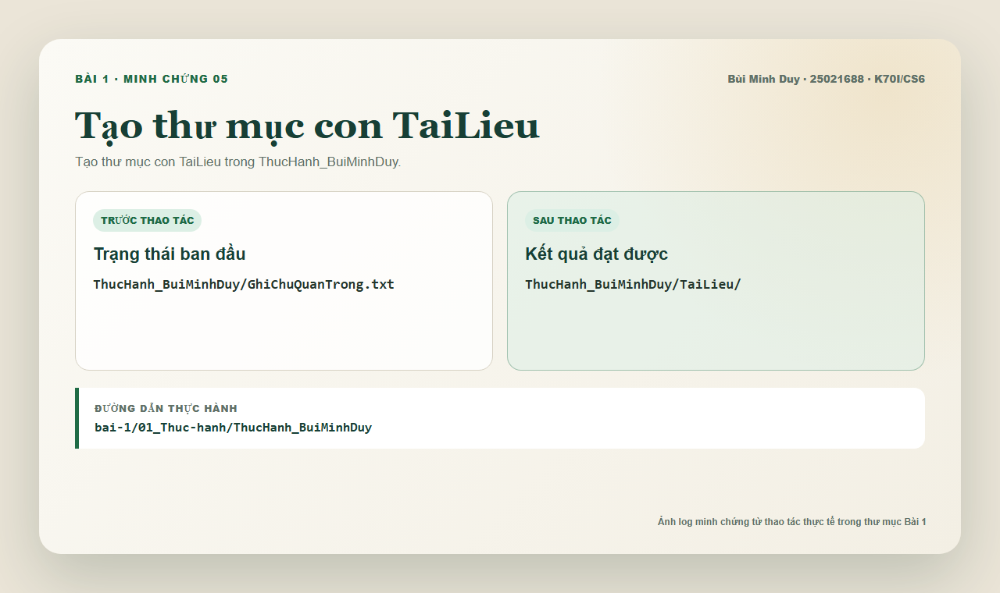 BÀI 1 · MINH CHỨNG 05
Bùi Minh Duy · 25021688 · K70I/CS6
Tạo thư mục con TaiLieu
Tạo thư mục con TaiLieu trong ThucHanh_BuiMinhDuy.
TRƯỚC THAO TÁC
Trạng thái ban đầu
ThucHanh_BuiMinhDuy/GhiChuQuanTrong.txt
SAU THAO TÁC
Kết quả đạt được
ThucHanh_BuiMinhDuy/TaiLieu/
ĐƯỜNG DẪN THỰC HÀNH
bai-1/01_Thuc-hanh/ThucHanh_BuiMinhDuy
Ảnh log minh chứng từ thao tác thực tế trong thư mục Bài 1